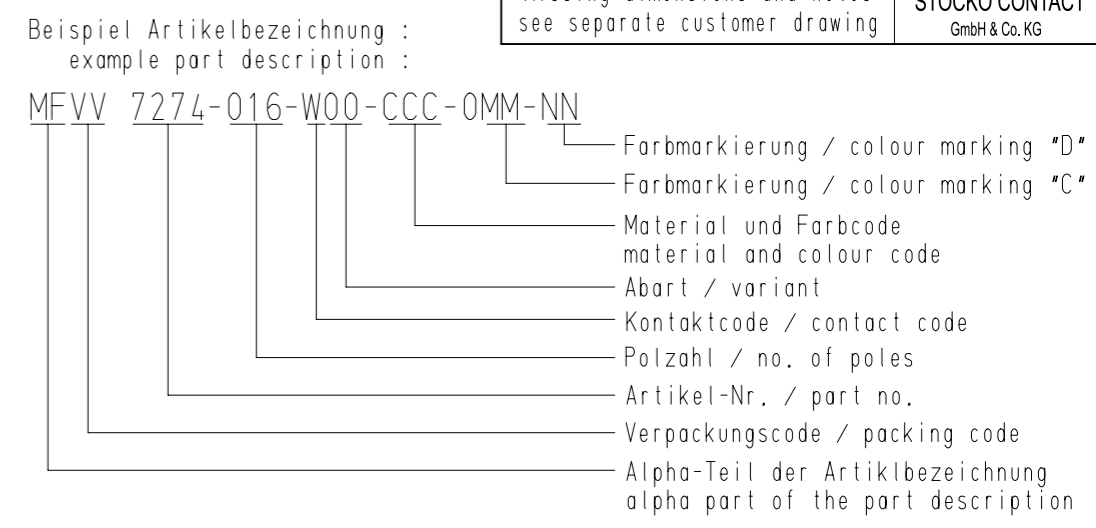 see separate customer drawing
STOCKO CONTACT
GmbH & Co. KG
Beispiel Artikelbezeichnung :
example part description :
MFVV 7274-016-W00-CCC-0MM-NN
Farbmarkierung / colour marking "D"
Farbmarkierung / colour marking "C"
Material und Farbcode
material and colour code
Abart / variant
Kontaktcode / contact code
Polzahl / no. of poles
Artikel-Nr. / part no.
Verpackungscode / packing code
Alpha-Teil der Artiklbezeichnung
alpha part of the part description